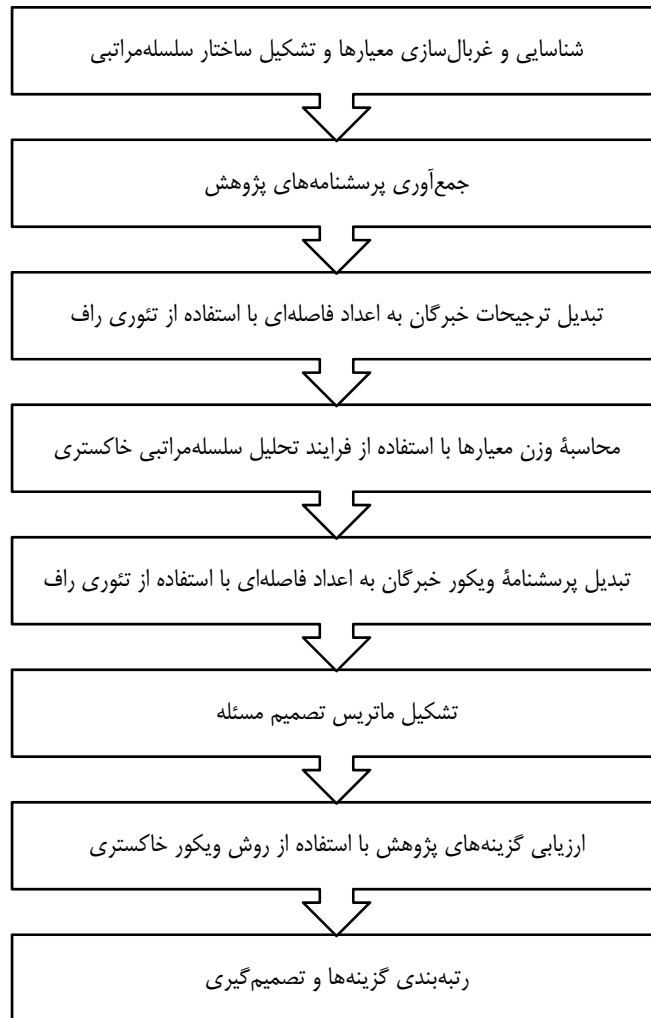 شناسایی و غربال‌سازی معیارها و تشکیل ساختار سلسله‌مراتبی
جمع‌آوری پرسشنامه‌های پژوهش
تبدیل ترجیحات خبرگان به اعداد فاصله‌ای با استفاده از تئوری راف
محاسبهٔ وزن معیارها با استفاده از فرایند تحلیل سلسله‌مراتبی خاکستری
تبدیل پرسشنامهٔ ویکور خبرگان به اعداد فاصله‌ای با استفاده از تئوری راف
تشکیل ماتریس تصمیم مسئله
ارزیابی گزینه‌های پژوهش با استفاده از روش ویکور خاکستری
رتبه‌بندی گزینه‌ها و تصمیم‌گیری